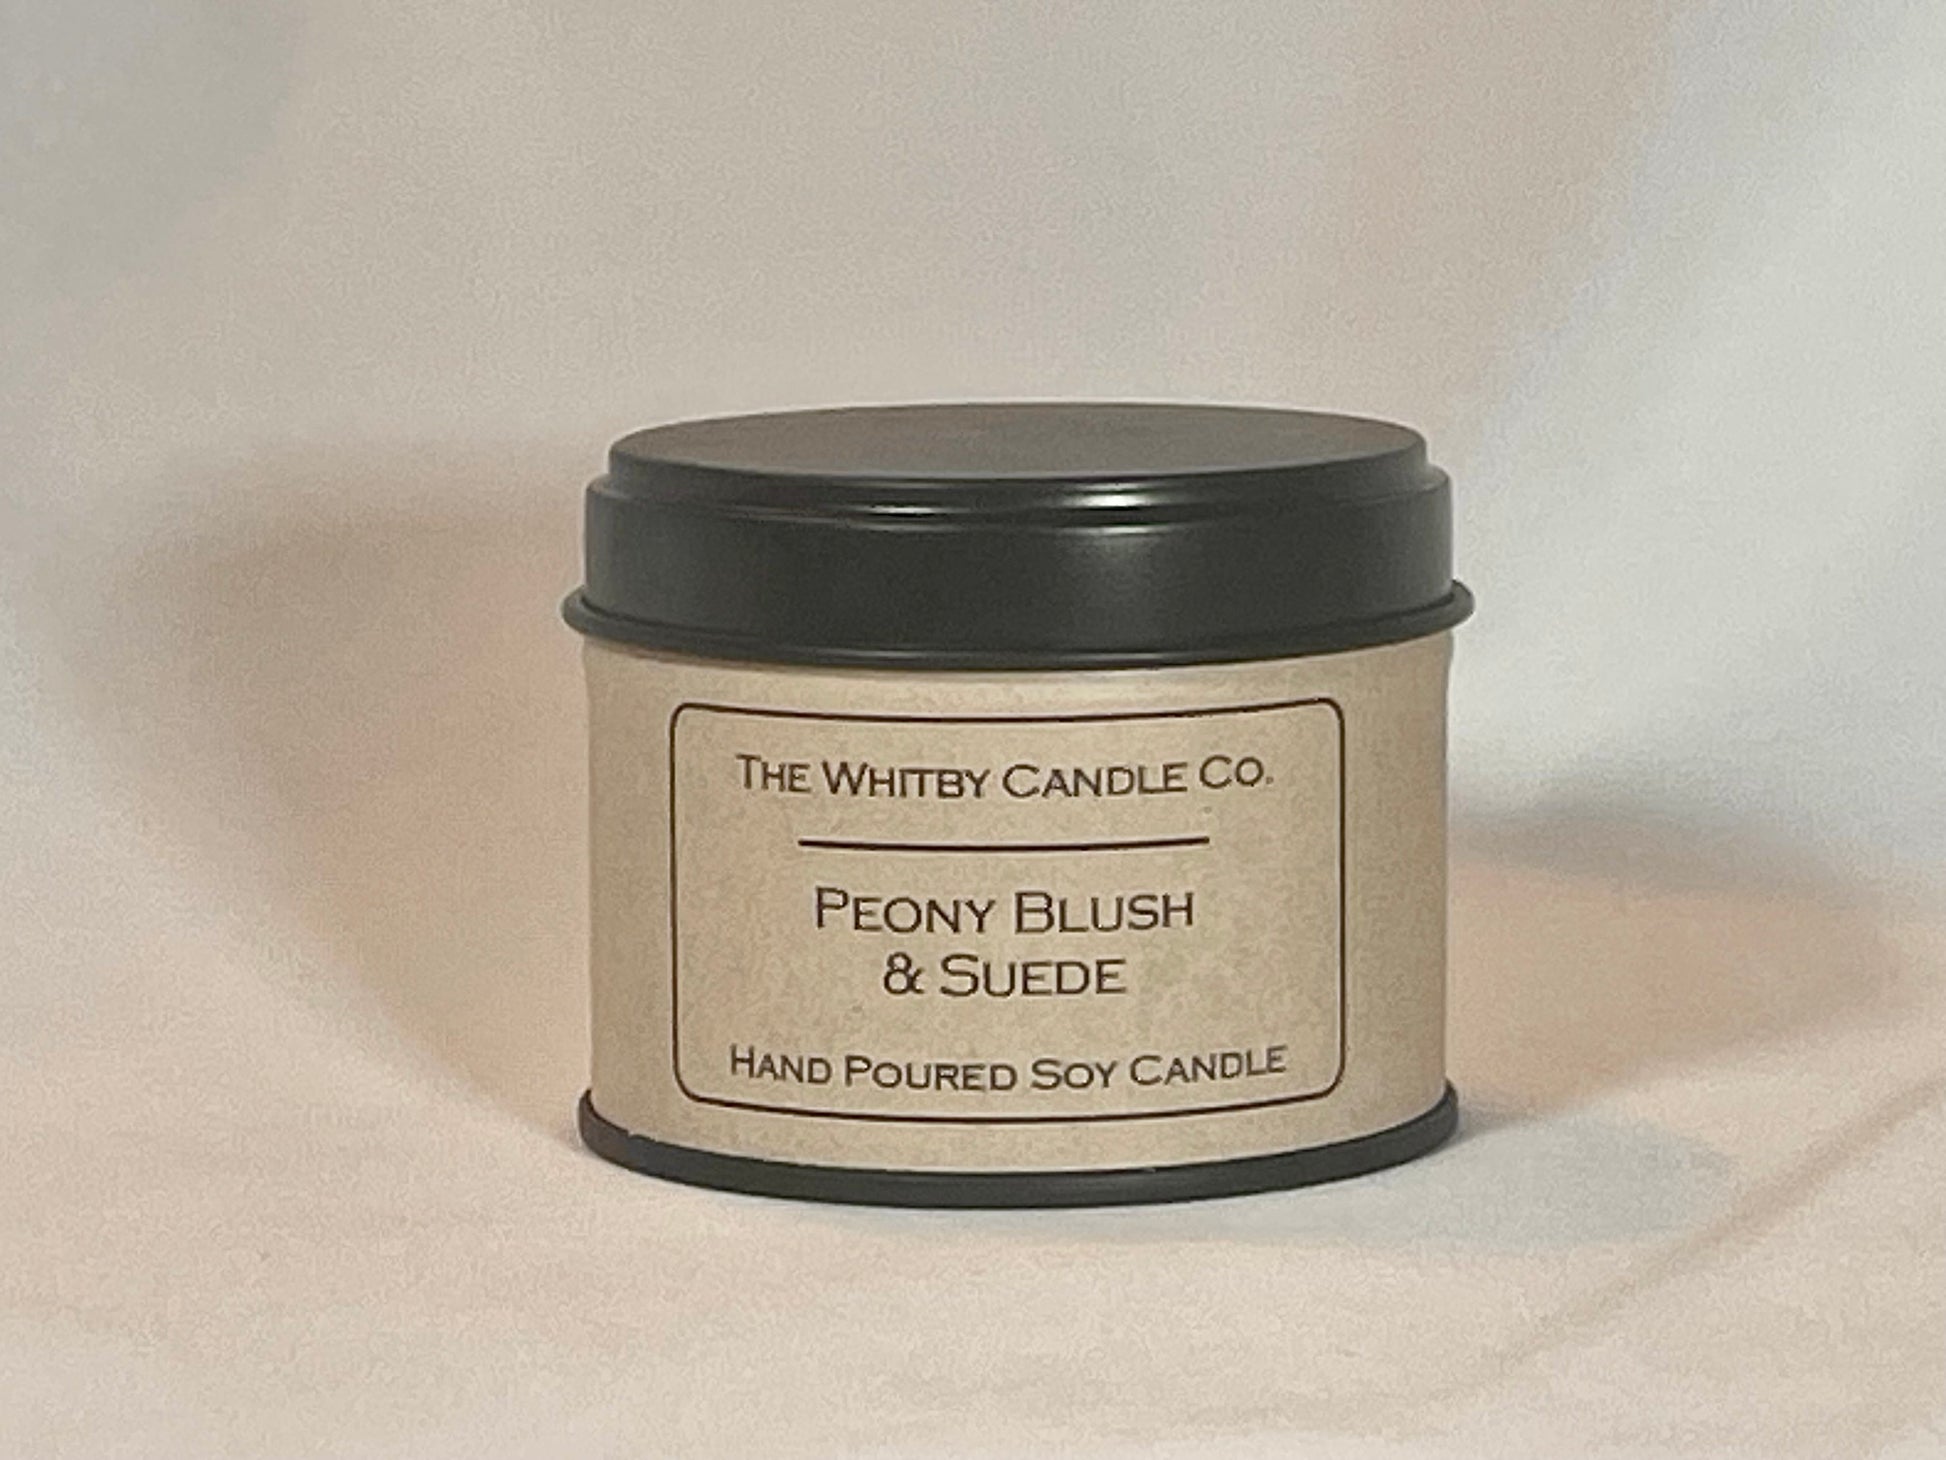 The Whitby Candle Co.
Peony Blush
& Suede
Hand Poured Soy Candle